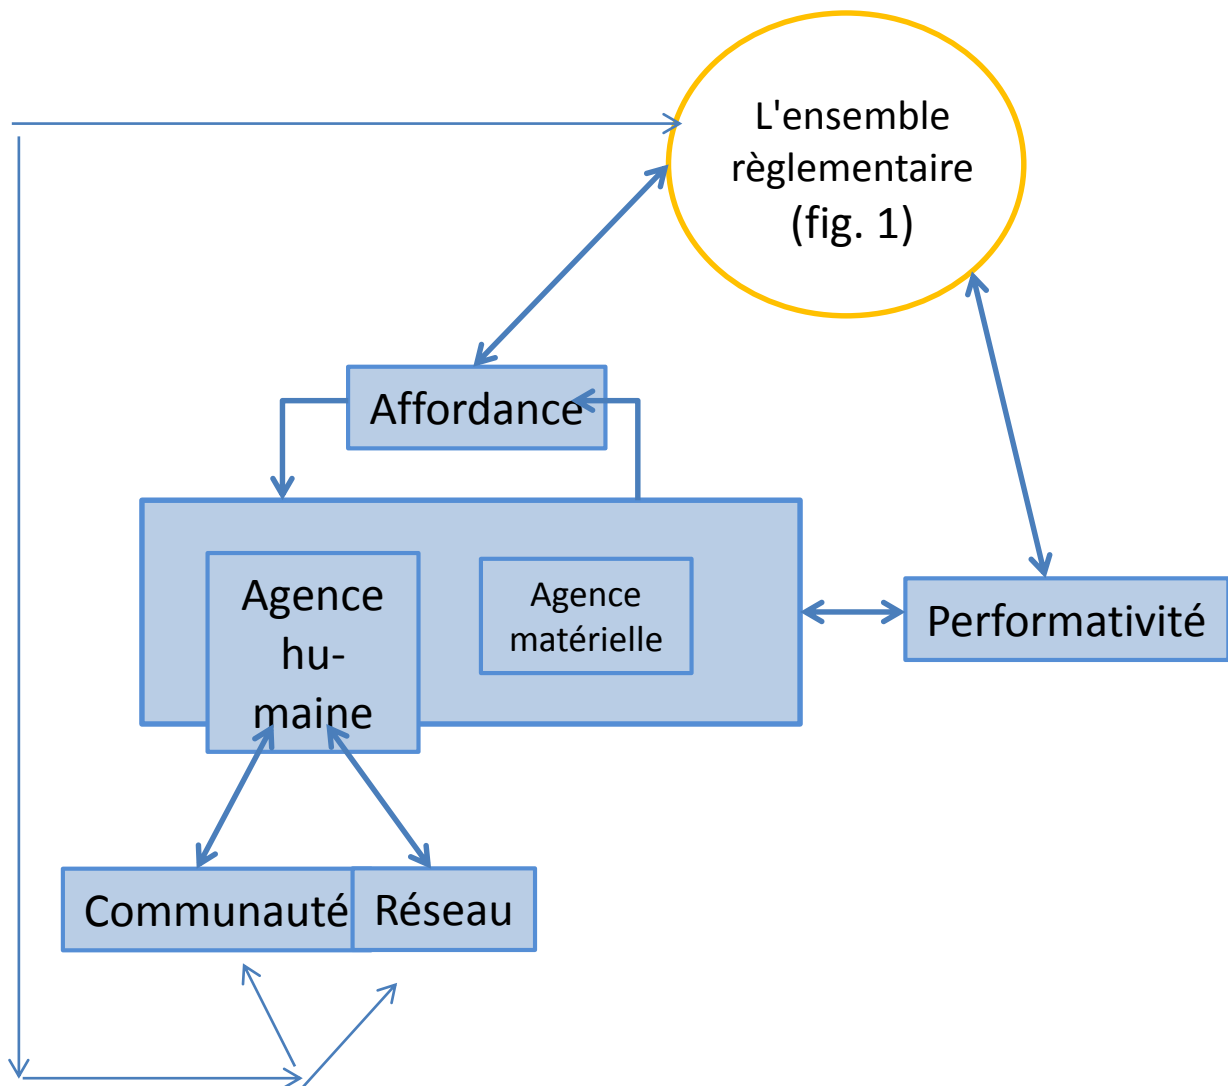 L'ensemble
règlementaire
(fig. 1)
Affordance
Agence
hu-
maine
Agence
matérielle
Performativité
Communauté
Réseau